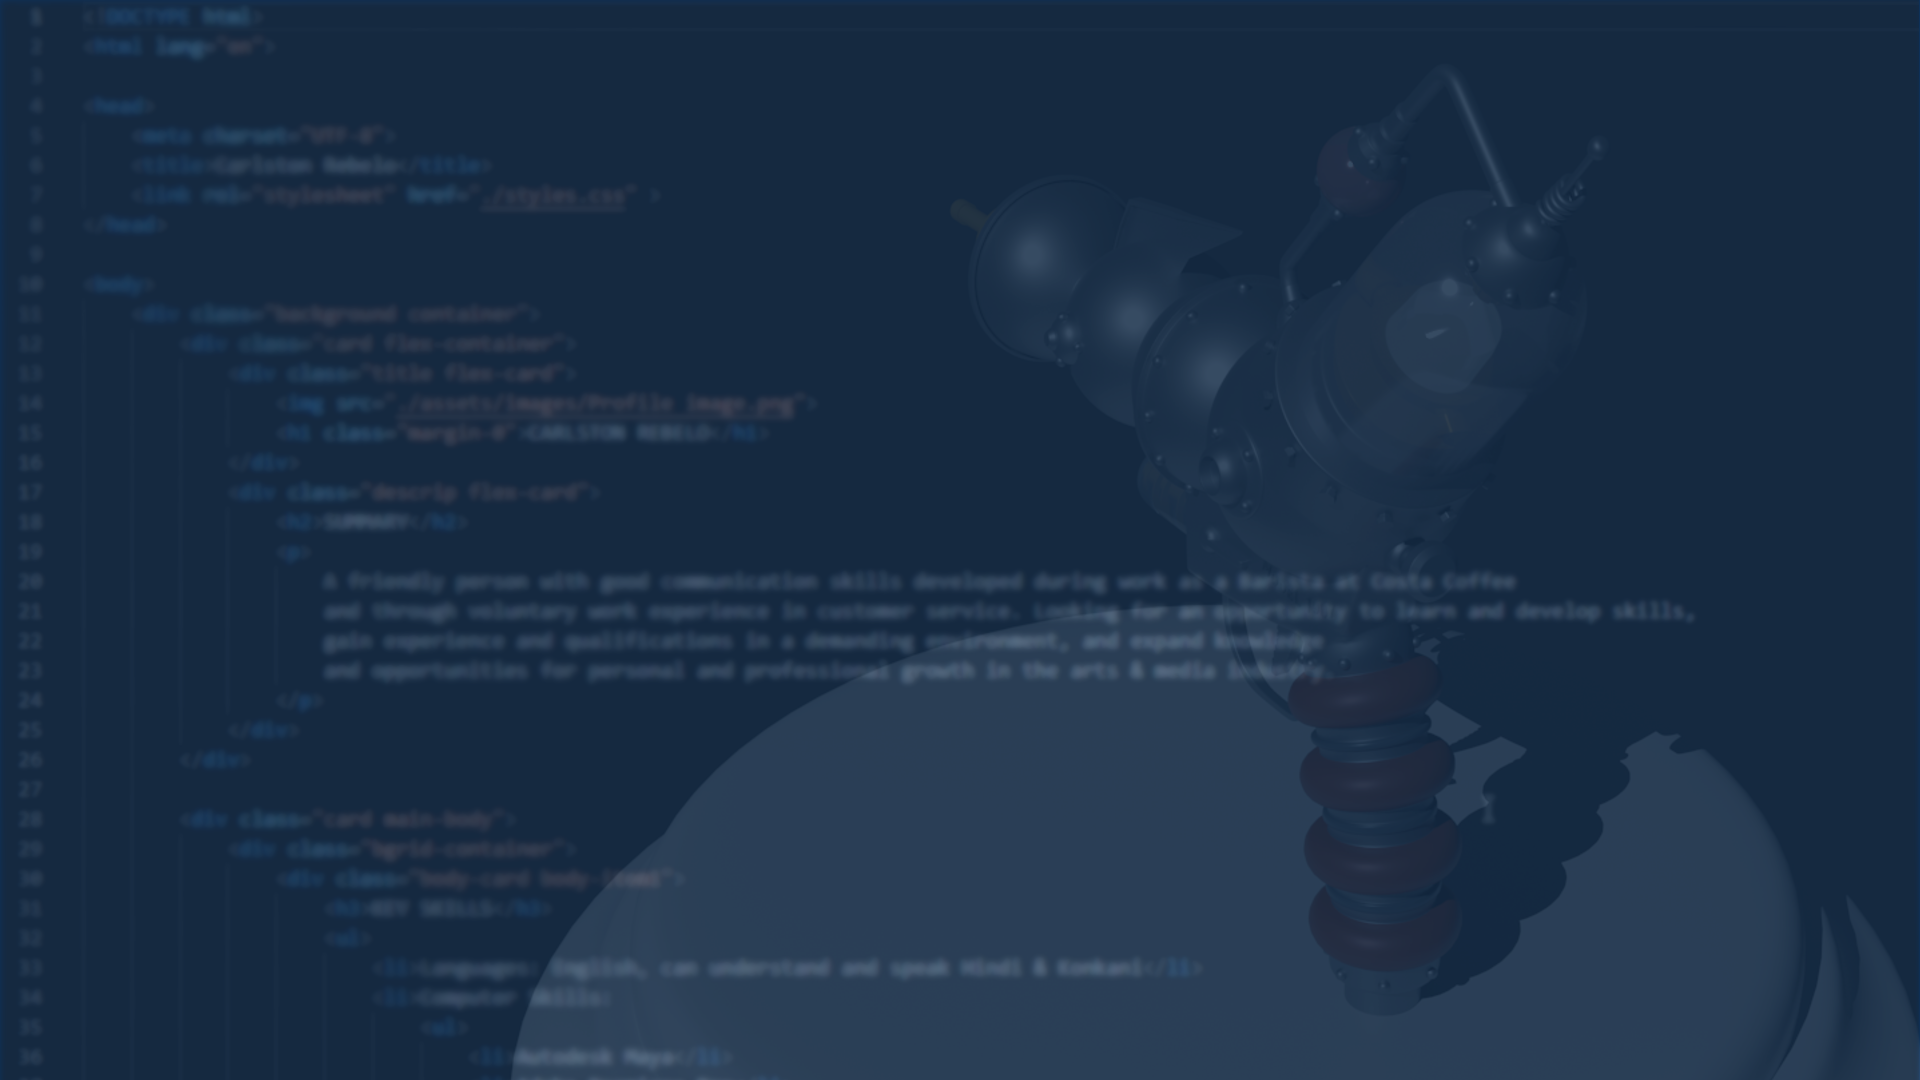 1 <!DOCTYPE html>
2 <html lang="en">
3
4 <head>
5 <meta charset="UTF-8">
6 <title>Carlston Rebelo</title>
7 <link rel="stylesheet" href="./styles.css" >
8 </head>
9
10 <body>
11 <div class="background container">
12 <div class="card flex-container">
13 <div class="title flex-card">
14 <img src="./assets/images/Profile image.png">
15 <h1 class="margin-0">CARLSTON REBELO</h1>
16 </div>
17 <div class="descrip flex-card">
18 <h2>SUMMARY</h2>
19 <p>
20 A friendly person with good communication skills developed during work as a Barista at Costa Coffee
21 and through voluntary work experience in customer service. Looking for an opportunity to learn and develop skills,
22 gain experience and qualifications in a demanding environment, and expand knowledge
23 and opportunities for personal and professional growth in the arts & media industry.
24 </p>
25 </div>
26 </div>
27
28 <div class="card main-body">
29 <div class="bgrid-container">
30 <div class="body-card body-item1">
31 <h3>KEY SKILLS</h3>
32 <ul>
33 <li>Languages: English, can understand and speak Hindi & Konkani</li>
34 <li>Computer Skills:
35 <ul>
36 <li>Autodesk Maya</li>